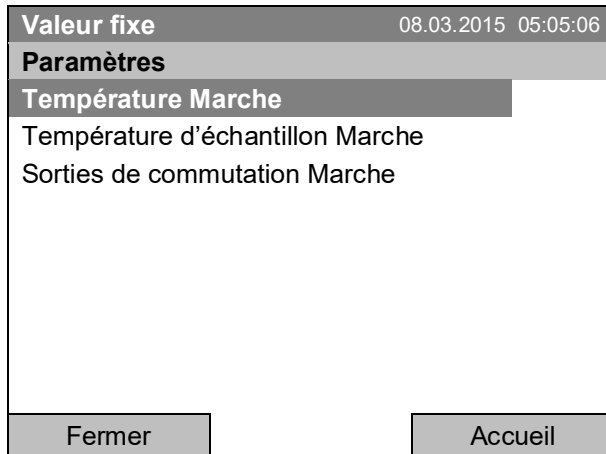 Valeur fixe 08.03.2015 05:05:06
Paramètres
Température Marche
Température d'échantillon Marche
Sorties de commutation Marche
Fermer Accueil